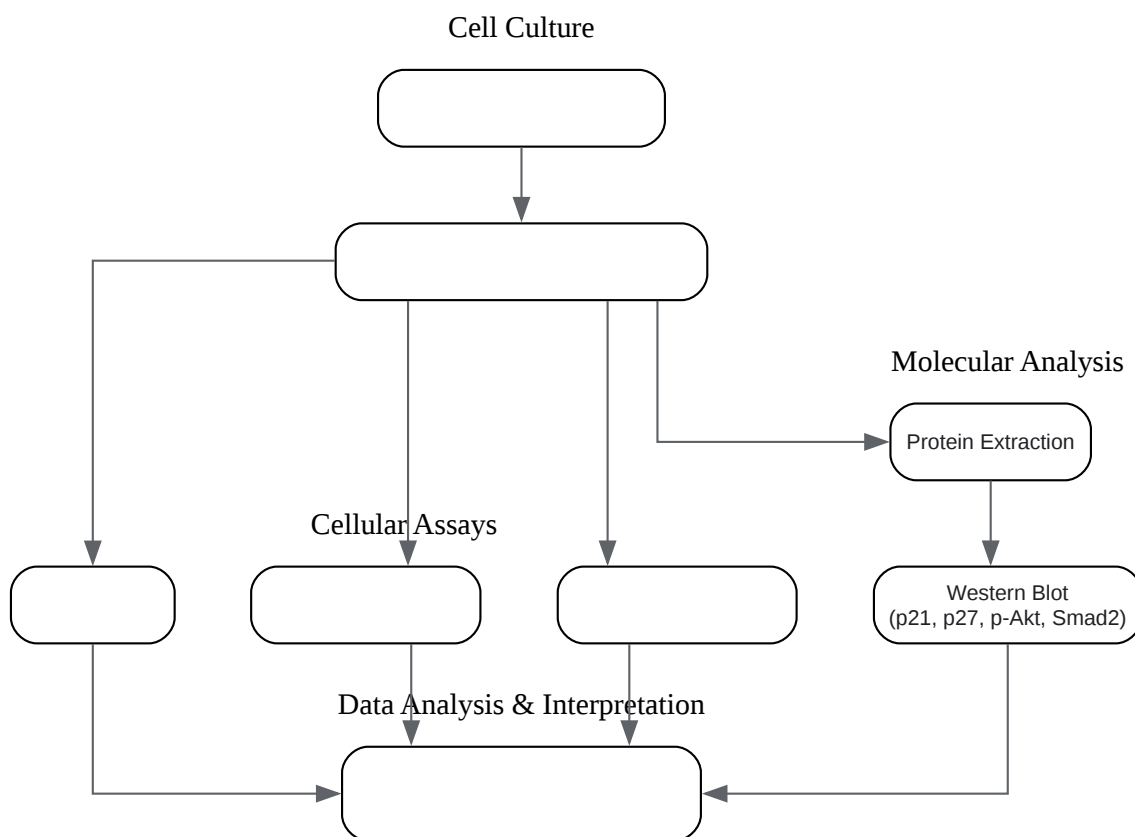 Cell Culture
Molecular Analysis
Protein Extraction
Cellular Assays
Western Blot
(p21, p27, p-Akt, Smad2)
Data Analysis & Interpretation